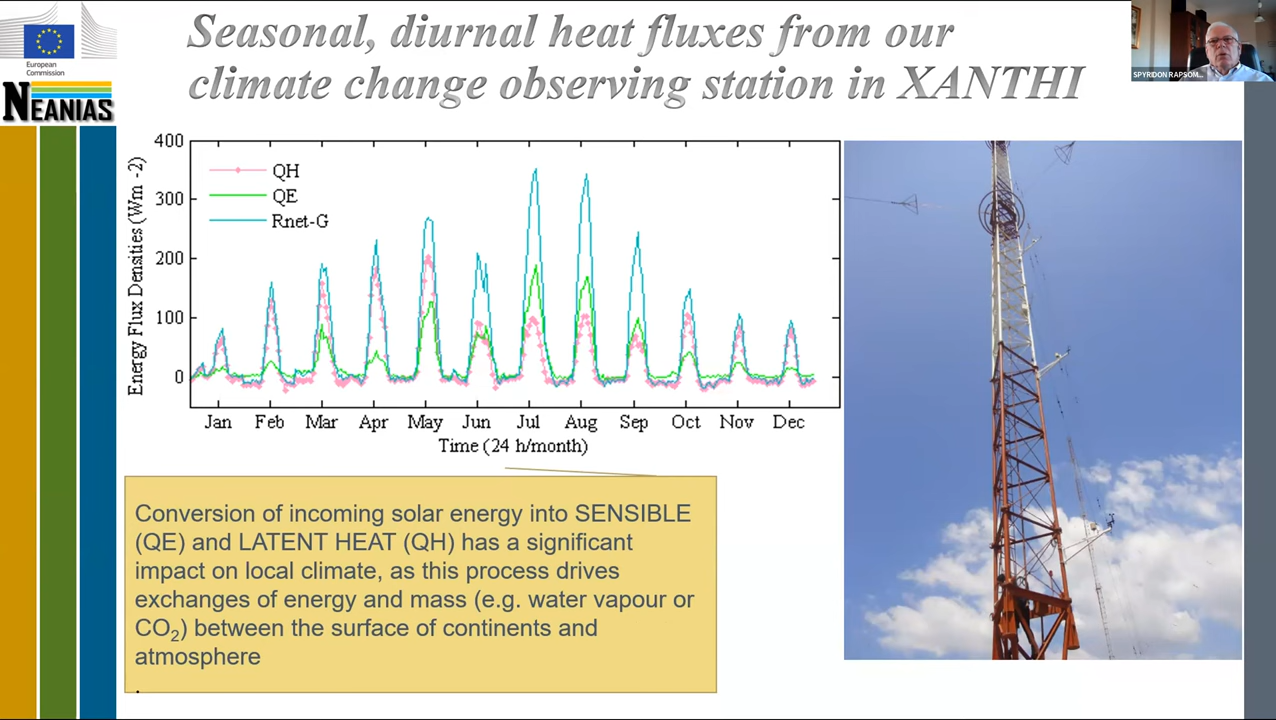 Seasonal, diurnal heat fluxes from our
climate change observing station in XANTHI
European
Commission
NEANIAS
SPYRIDON RAPSOM...
Energy Flux Densities (Wm -2)
400
300
200
100
0
QH
QE
Rnet-G
Jan Feb Mar Apr May Jun Jul Aug Sep Oct Nov Dec
Time (24 h/month)
Conversion of incoming solar energy into SENSIBLE
(QE) and LATENT HEAT (QH) has a significant
impact on local climate, as this process drives
exchanges of energy and mass (e.g. water vapour or
CO₂) between the surface of continents and
atmosphere
.